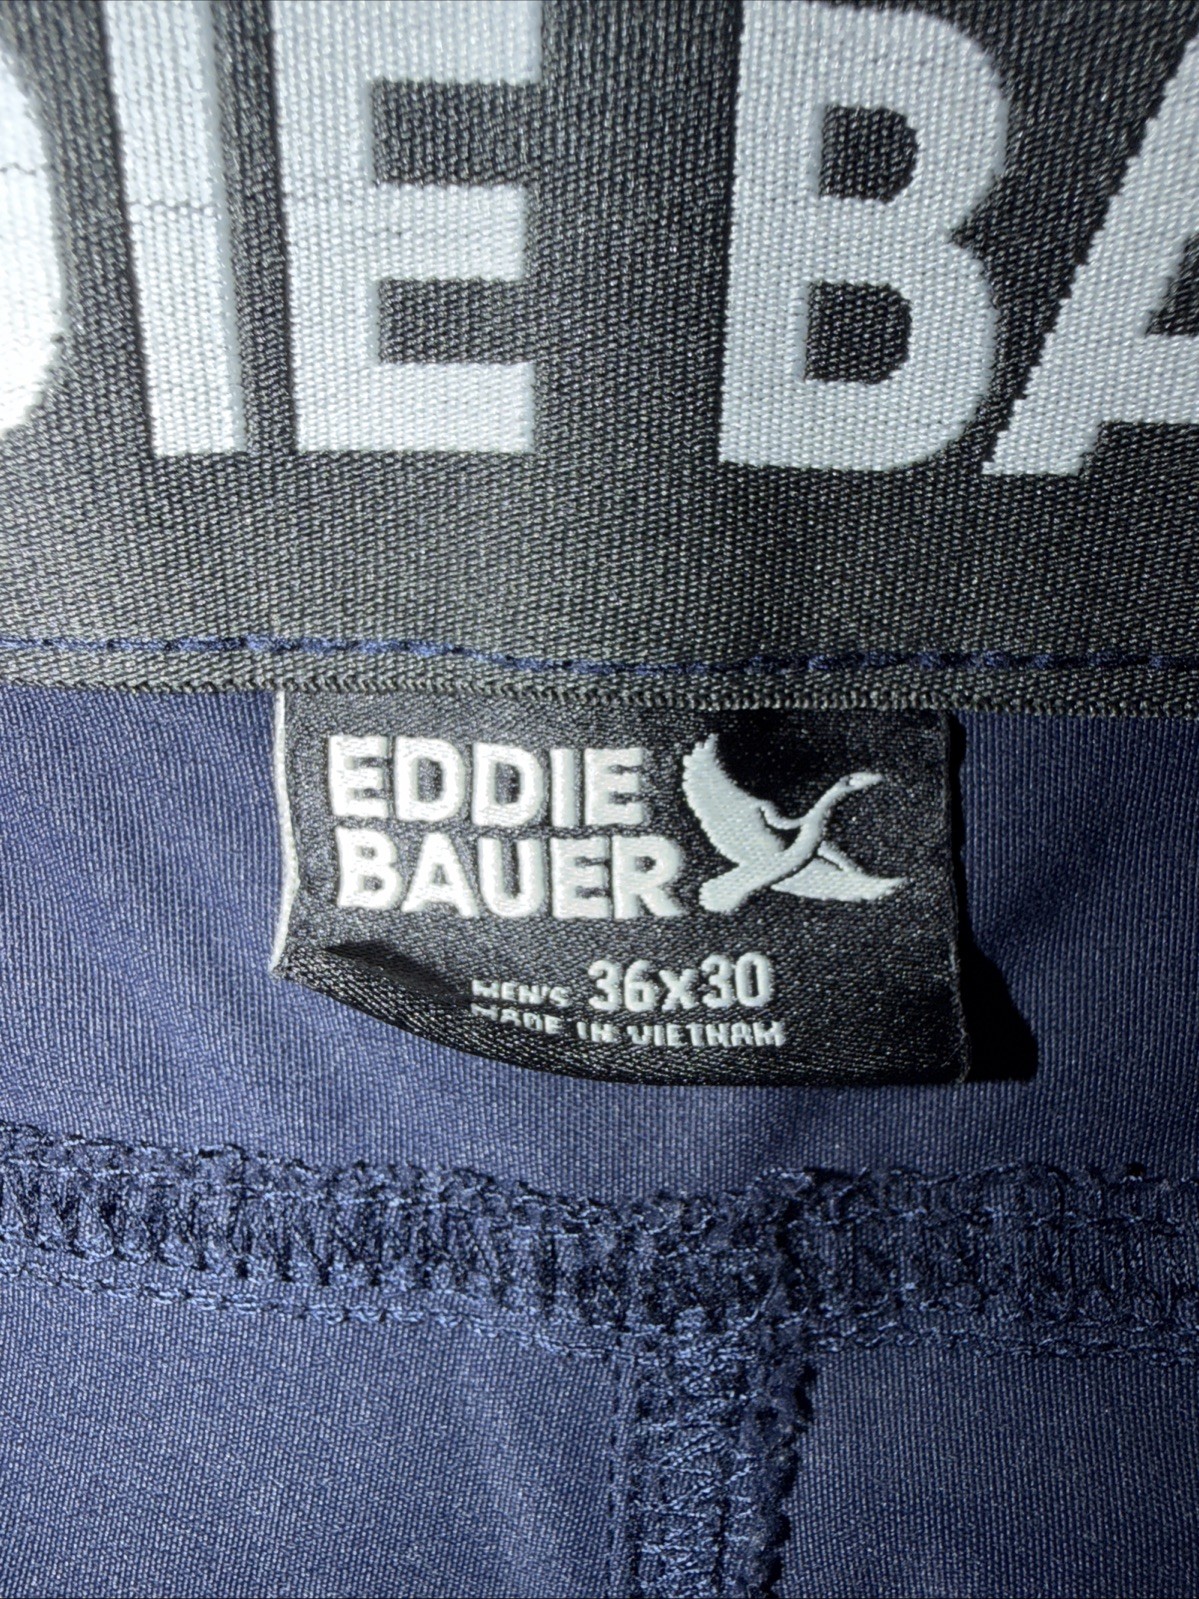 DIE BA
EDDIE
BAUER
MEN'S 36x30
MADE IN VIETNAM